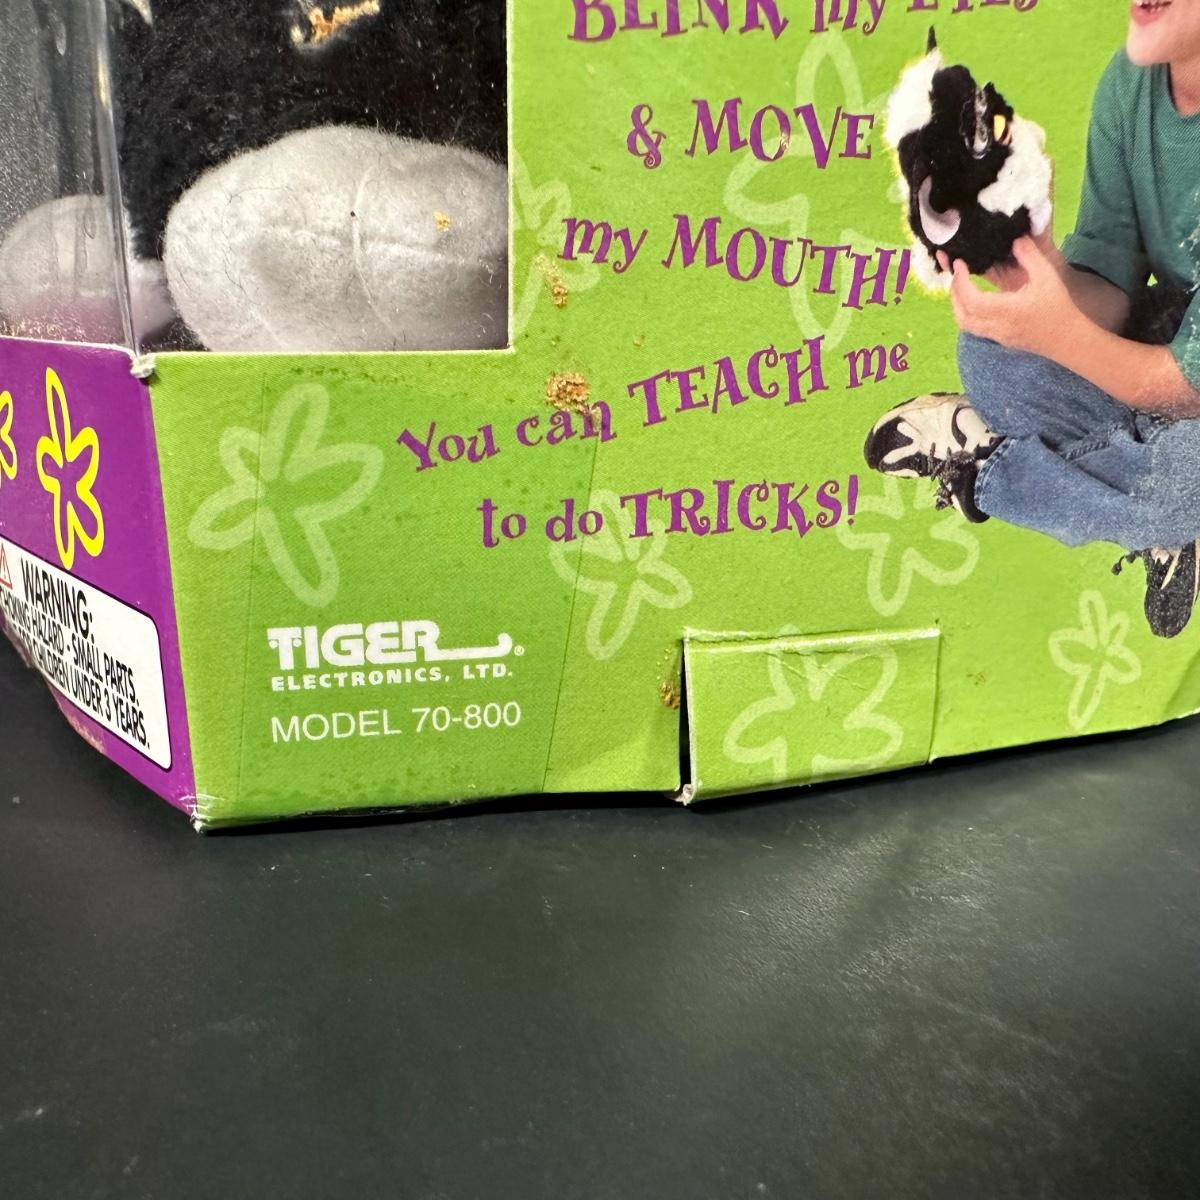 BLINK my EYES
& MOVE
my MOUTH!
You can TEACH me
to do TRICKS!
TIGER®
ELECTRONICS, LTD.
MODEL 70-800
WARNING:
CHOKING HAZARD - SMALL PARTS.
CHILDREN UNDER 3 YEARS.